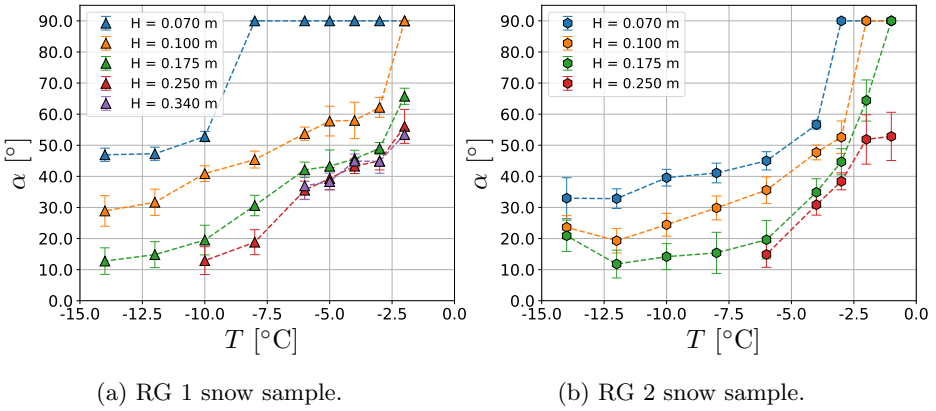 90.0
80.0
70.0
60.0
50.0
40.0
30.0
20.0
10.0
0.0
α [°]
H = 0.070 m
H = 0.100 m
H = 0.175 m
H = 0.250 m
H = 0.340 m
-15.0 -12.5 -10.0 -7.5 -5.0 -2.5 0.0
T [°C]
(a) RG 1 snow sample.
90.0
80.0
70.0
60.0
50.0
40.0
30.0
20.0
10.0
0.0
α [°]
H = 0.070 m
H = 0.100 m
H = 0.175 m
H = 0.250 m
-15.0 -12.5 -10.0 -7.5 -5.0 -2.5 0.0
T [°C]
(b) RG 2 snow sample.